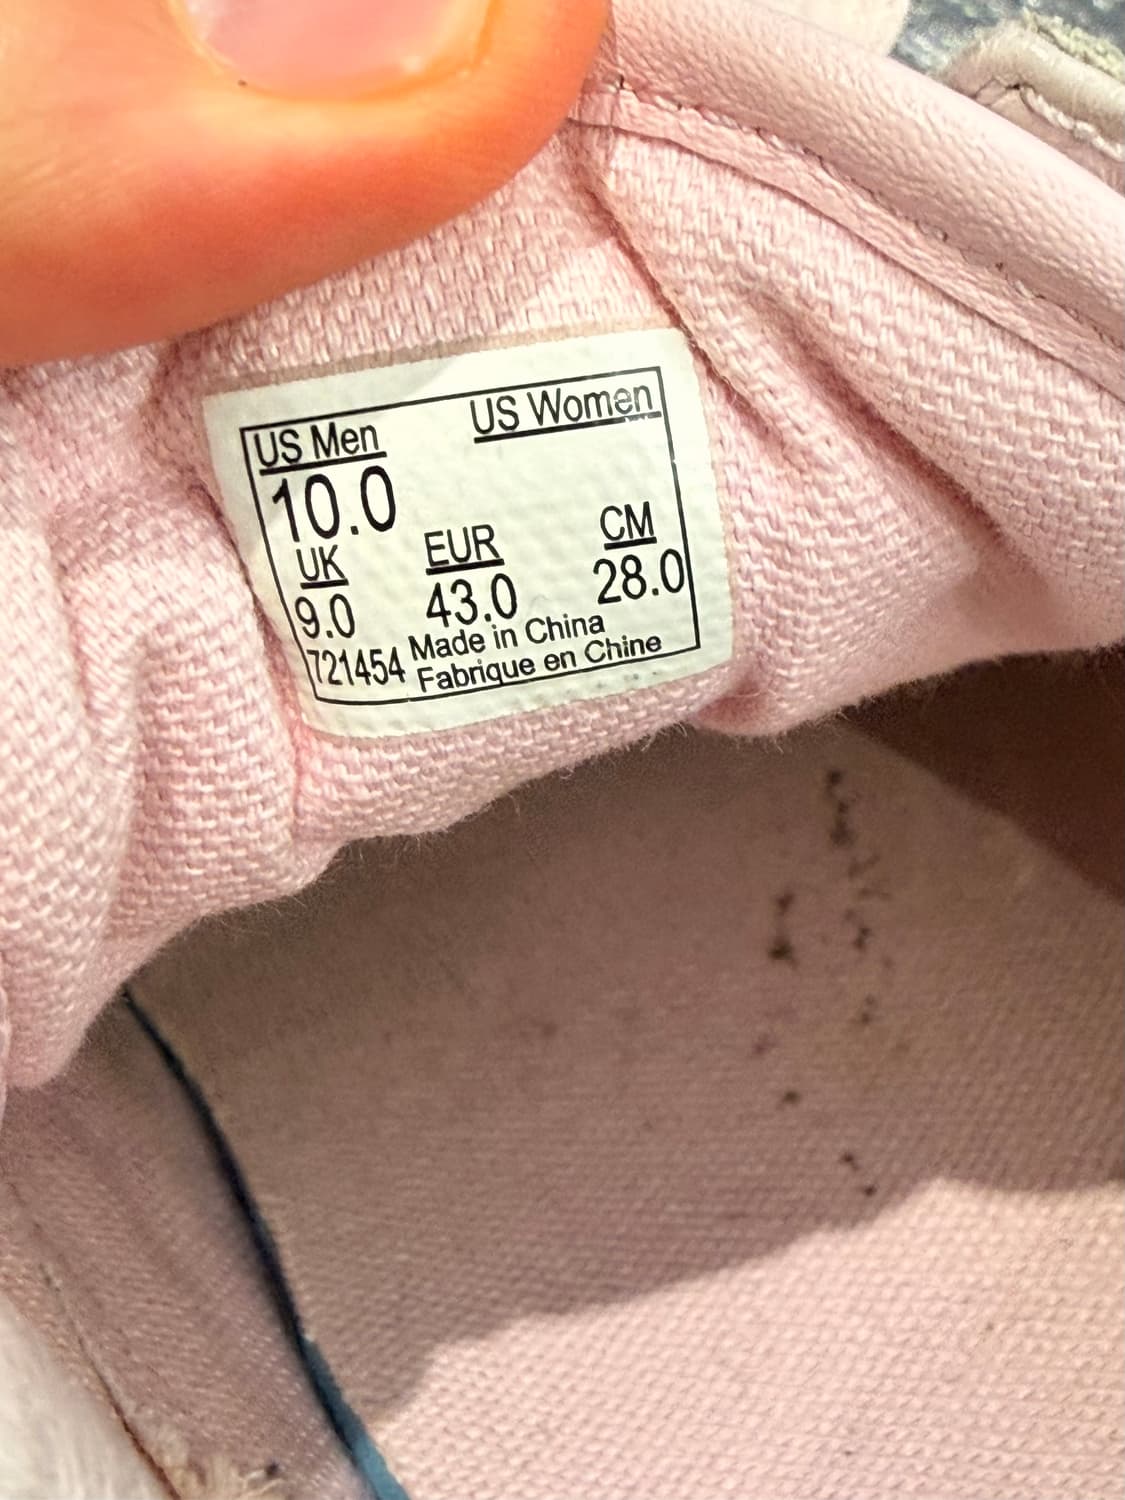 US Men US Women
10.0
UK EUR CM
9.0 43.0 28.0
721454 Made in China
Fabrique en Chine